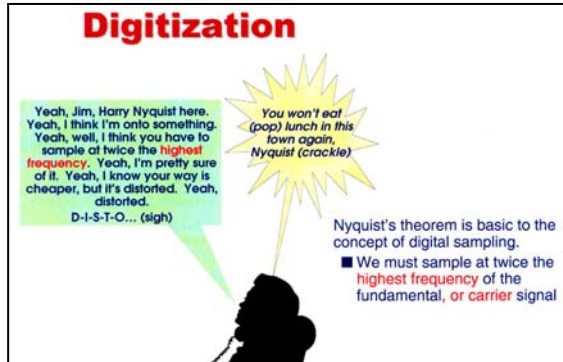 Digitization
Yeah, Jim, Harry Nyquist here.
Yeah, I think I'm onto something.
Yeah, well, I think you have to
sample at twice the highest
frequency. Yeah, I'm pretty sure
of it. Yeah, I know your way is
cheaper, but it's distorted. Yeah,
distorted.
D-I-S-T-O... (sigh)
You won't eat
(pop) lunch in this
town again,
Nyquist (crackle)
Nyquist's theorem is basic to the
concept of digital sampling.
■ We must sample at twice the
highest frequency of the
fundamental, or carrier signal